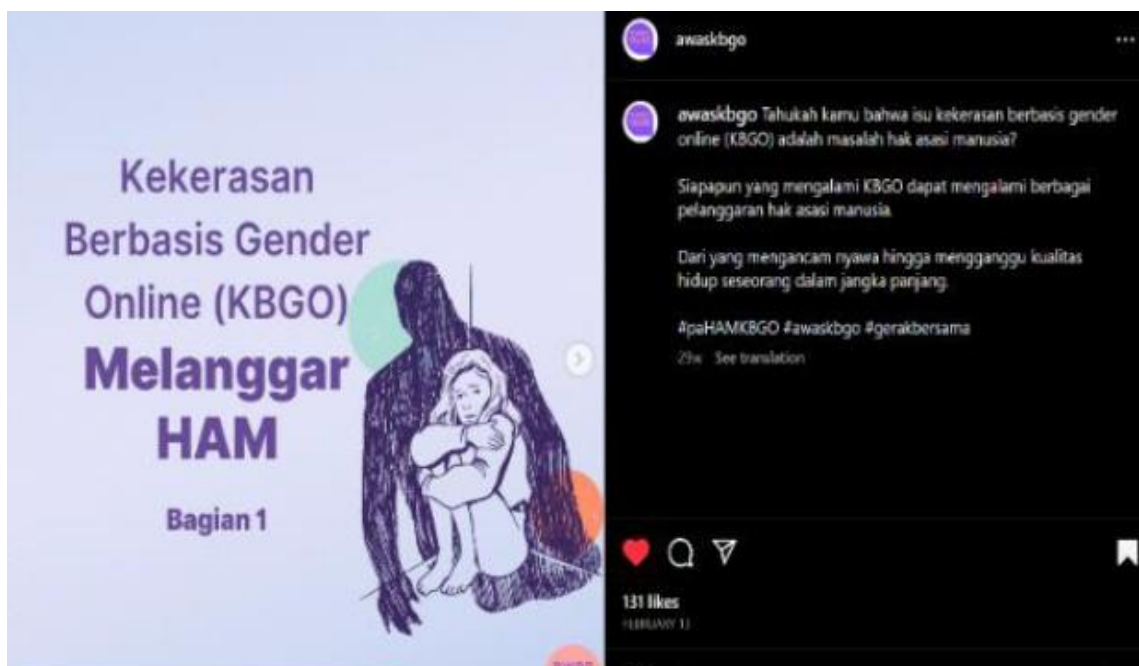 Kekerasan
Berbasis Gender
Online (KBGO)
Melanggar
HAM
Bagian 1
awaskbgo
awaskbgo Tahukah kamu bahwa isu kekerasan berbasis gender
online (KBGO) adalah masalah hak asasi manusia?
Siapapun yang mengalami KBGO dapat mengalami berbagai
pelanggaran hak asasi manusia.
Dari yang mengancam nyawa hingga mengganggu kualitas
hidup seseorang dalam jangka panjang.
#paHAMKBGO #awaskbgo #gerakbersama
29w See translation
131 likes
FEBRUARY